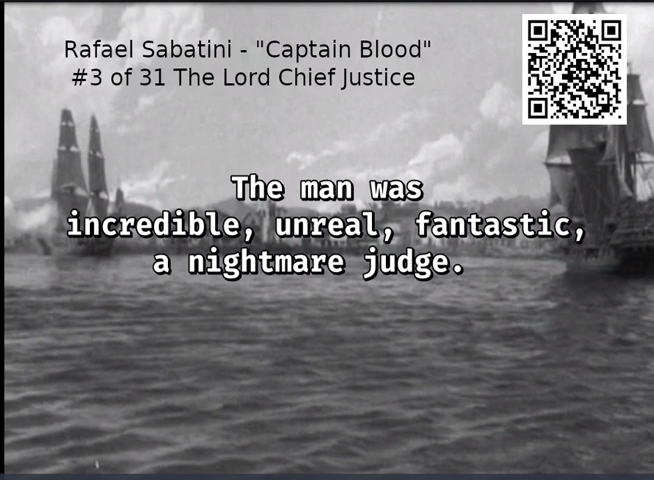 Rafael Sabatini - "Captain Blood"
#3 of 31 The Lord Chief Justice
The man was
incredible, unreal, fantastic,
a nightmare judge.